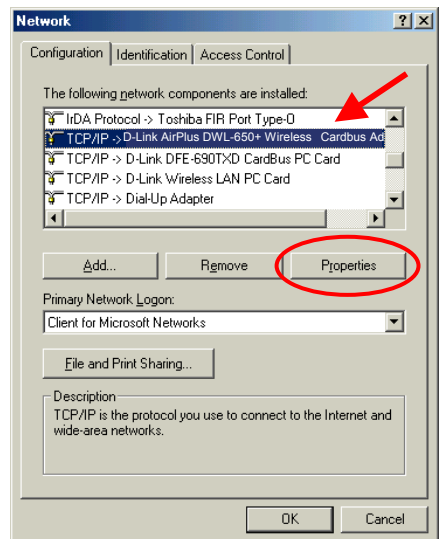 Network
Configuration Identification Access Control
The following network components are installed:
IrDA Protocol -> Toshiba FIR Port Type-O
TCP/IP -> D-Link AirPlus DWL-650+ Wireless Cardbus Ad
TCP/IP -> D-Link DFE-690TXD CardBus PC Card
TCP/IP -> D-Link Wireless LAN PC Card
TCP/IP -> Dial-Up Adapter
Add... Remove Properties
Primary Network Logon:
Client for Microsoft Networks
File and Print Sharing...
Description
TCP/IP is the protocol you use to connect to the Internet and
wide-area networks.
OK Cancel